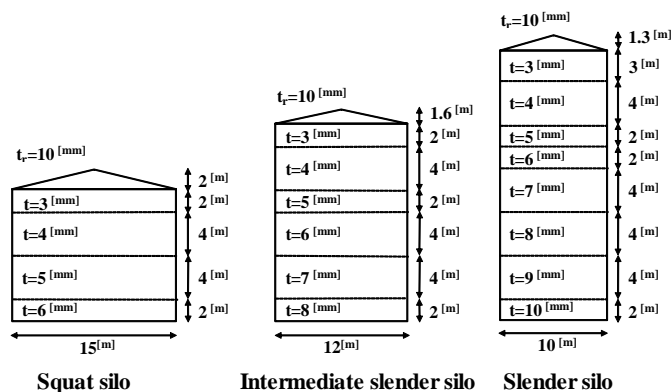 tr=10 [mm]
2 [m]
t=3 [mm]
2 [m]
t=4 [mm]
4 [m]
t=5 [mm]
4 [m]
t=6 [mm]
2 [m]
15[m]
Squat silo
tr=10 [mm]
1.6 [m]
t=3 [mm]
2 [m]
t=4 [mm]
4 [m]
t=5 [mm]
2 [m]
t=6 [mm]
4 [m]
t=7 [mm]
4 [m]
t=8 [mm]
2 [m]
12[m]
Intermediate slender silo
tr=10 [mm]
1.3 [m]
t=3 [mm]
3 [m]
t=4 [mm]
4 [m]
t=5 [mm]
2 [m]
t=6 [mm]
2 [m]
t=7 [mm]
4 [m]
t=8 [mm]
4 [m]
t=9 [mm]
4 [m]
t=10 [mm]
2 [m]
10 [m]
Slender silo